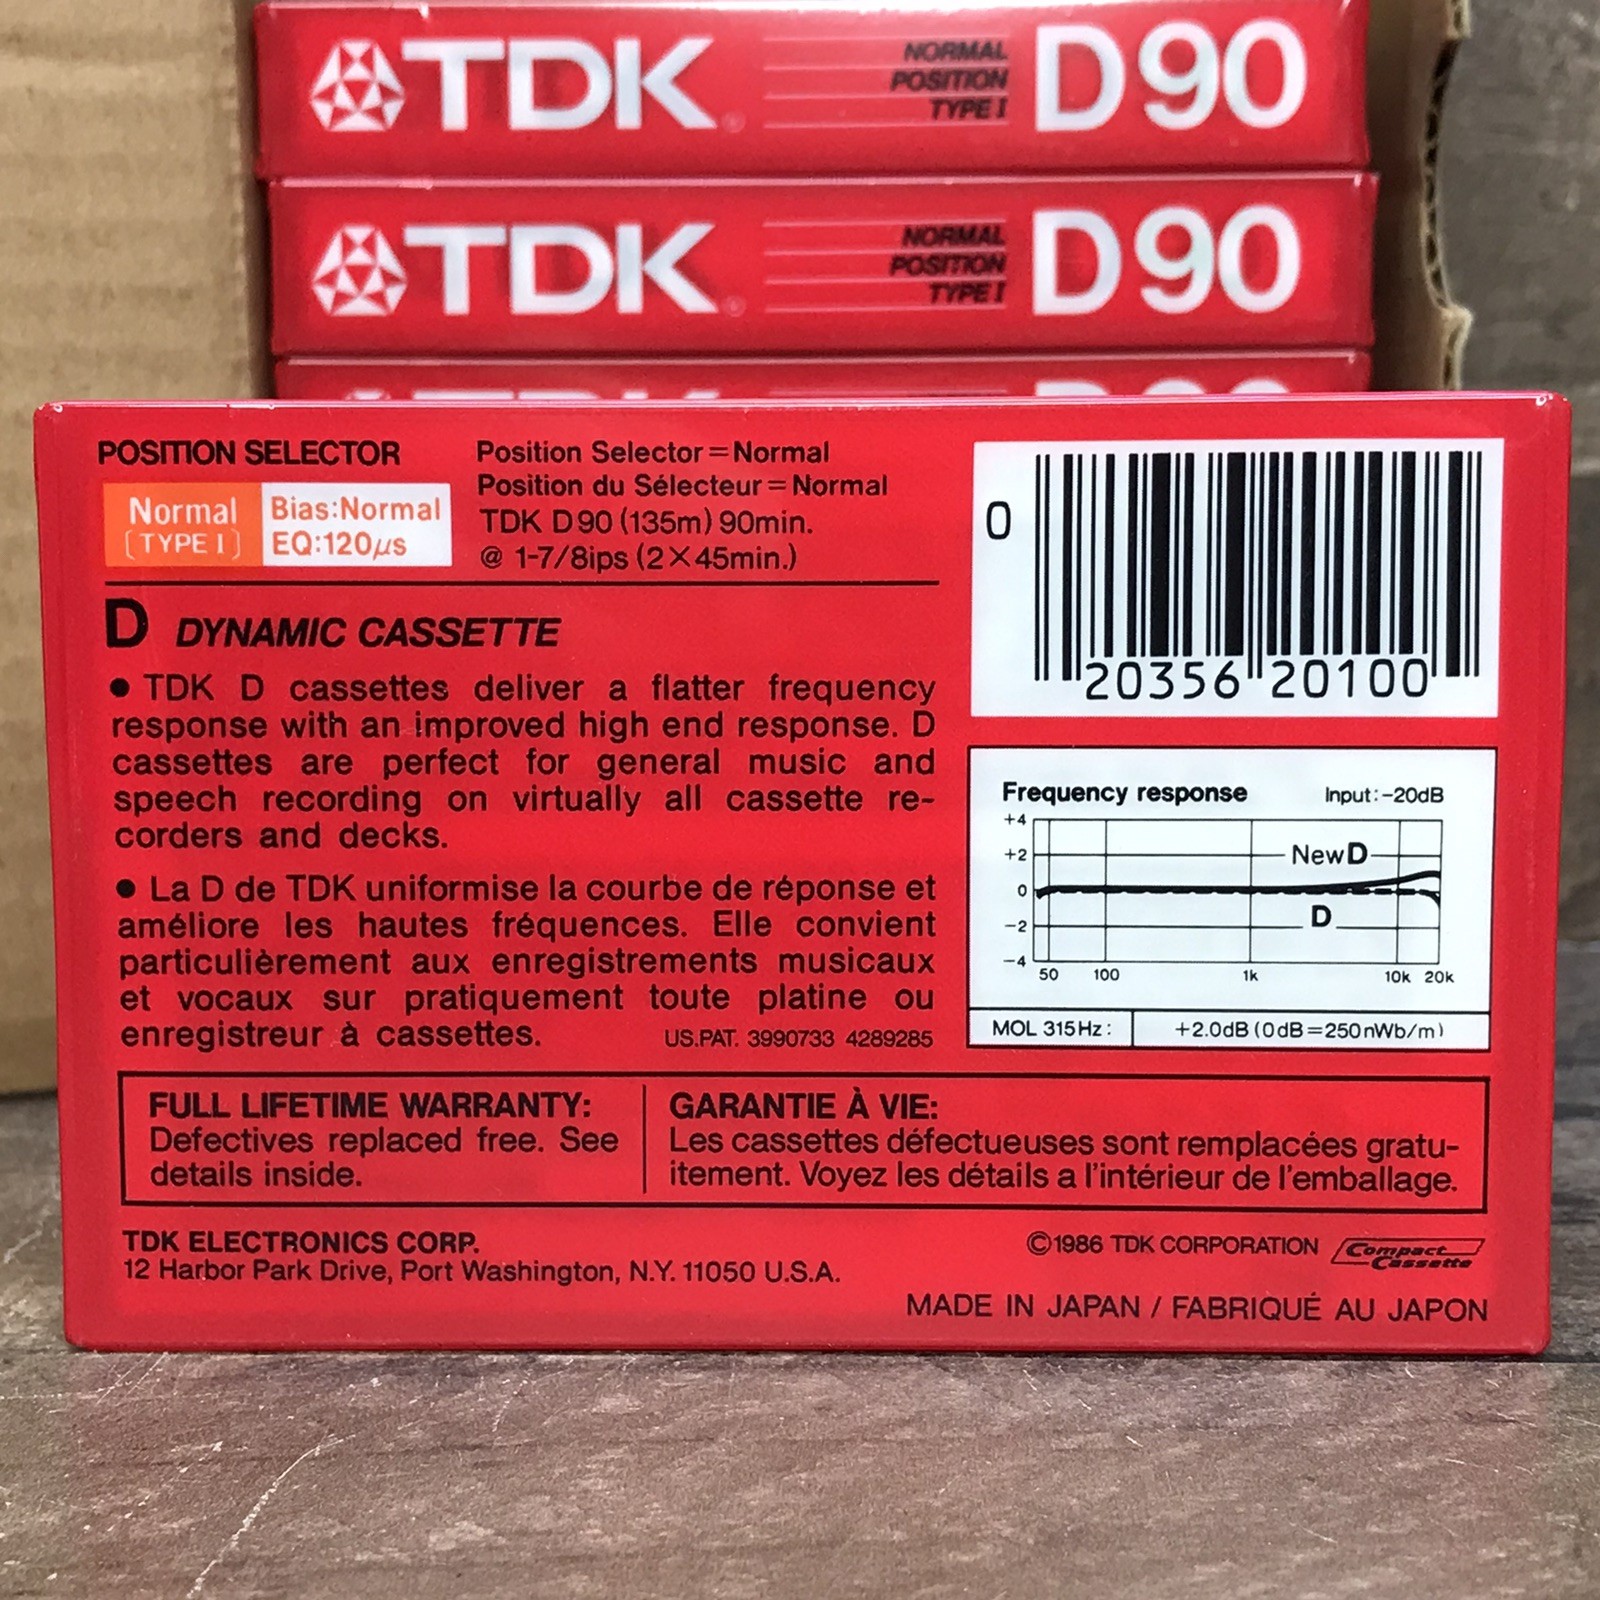 TDK NORMAL POSITION TYPE I D90
TDK NORMAL POSITION TYPE I D90
POSITION SELECTOR
Normal [TYPE I]
Bias:Normal
EQ:120μs
Position Selector=Normal
Position du Sélecteur=Normal
TDK D90 (135m) 90min.
@ 1-7/8ips (2×45min.)
D DYNAMIC CASSETTE
● TDK D cassettes deliver a flatter frequency
response with an improved high end response. D
cassettes are perfect for general music and
speech recording on virtually all cassette re-
corders and decks.
● La D de TDK uniformise la courbe de réponse et
améliore les hautes fréquences. Elle convient
particulièrement aux enregistrements musicaux
et vocaux sur pratiquement toute platine ou
enregistreur à cassettes.
US.PAT. 3990733 4289285
0 20356 20100
Frequency response Input:-20dB
+4
+2
0
-2
-4
New D
D
50 100 1k 10k 20k
MOL 315Hz: +2.0dB (0dB=250nWb/m)
FULL LIFETIME WARRANTY:
Defectives replaced free. See
details inside.
GARANTIE À VIE:
Les cassettes défectueuses sont remplacées gratu-
itement. Voyez les détails a l'intérieur de l'emballage.
TDK ELECTRONICS CORP.
12 Harbor Park Drive, Port Washington, N.Y. 11050 U.S.A.
©1986 TDK CORPORATION Compact Cassette
MADE IN JAPAN / FABRIQUÉ AU JAPON